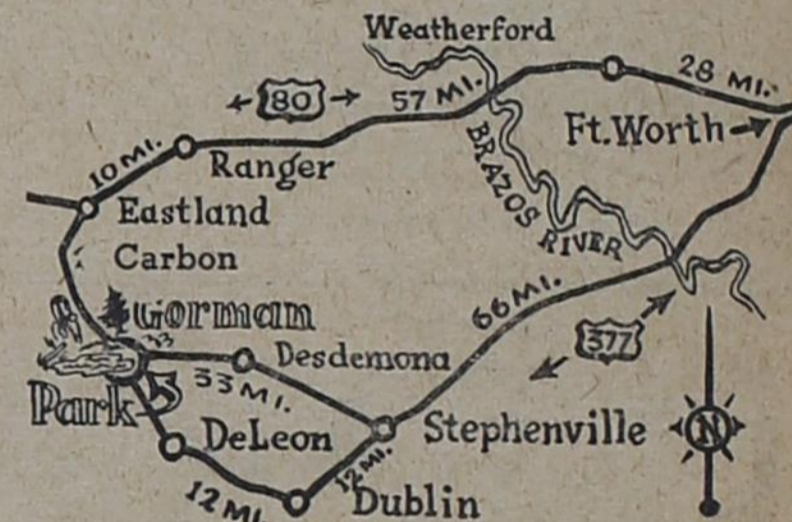 Weatherford
28 MI.
80
57 MI.
Ft. Worth
10 MI.
Ranger
BRAZOS RIVER
Eastland
Carbon
66 MI.
Gorman
377
Desdemona
33 MI.
Park
DeLeon
Stephenville
N
12 MI.
12 MI.
Dublin